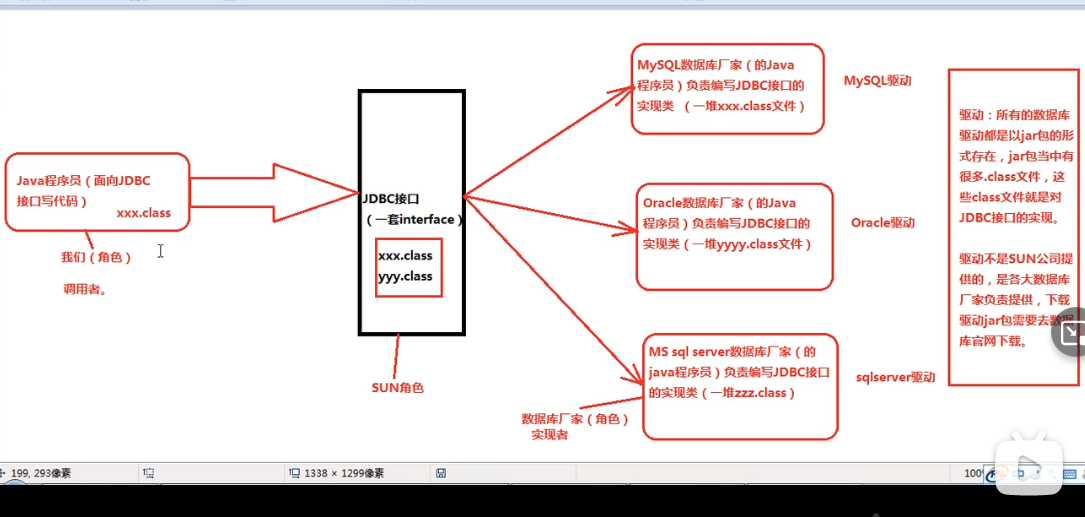 Java程序员（面向JDBC
接口写代码）
xxx.class
我们（角色）
调用者。
JDBC接口
（一套interface）
xxx.class
yyy.class
SUN角色
MySQL数据库厂家（的Java
程序员）负责编写JDBC接口的
实现类 （一堆xxx.class文件）
MySQL驱动
Oracle数据库厂家（的Java
程序员）负责编写JDBC接口的
实现类（一堆yyyy.class文件）
Oracle驱动
MS sql server数据库厂家（的
java程序员）负责编写JDBC接口
的实现类（一堆zzz.class）
sqlserver驱动
数据库厂家（角色）
实现者
驱动：所有的数据库
驱动都是以jar包的形
式存在，jar包当中有
很多.class文件，这
些class文件就是对
JDBC接口的实现。
驱动不是SUN公司提
供的，是各大数据库
厂家负责提供，下载
驱动jar包需要去数据
库官网下载。
199, 293像素
1338 × 1299像素